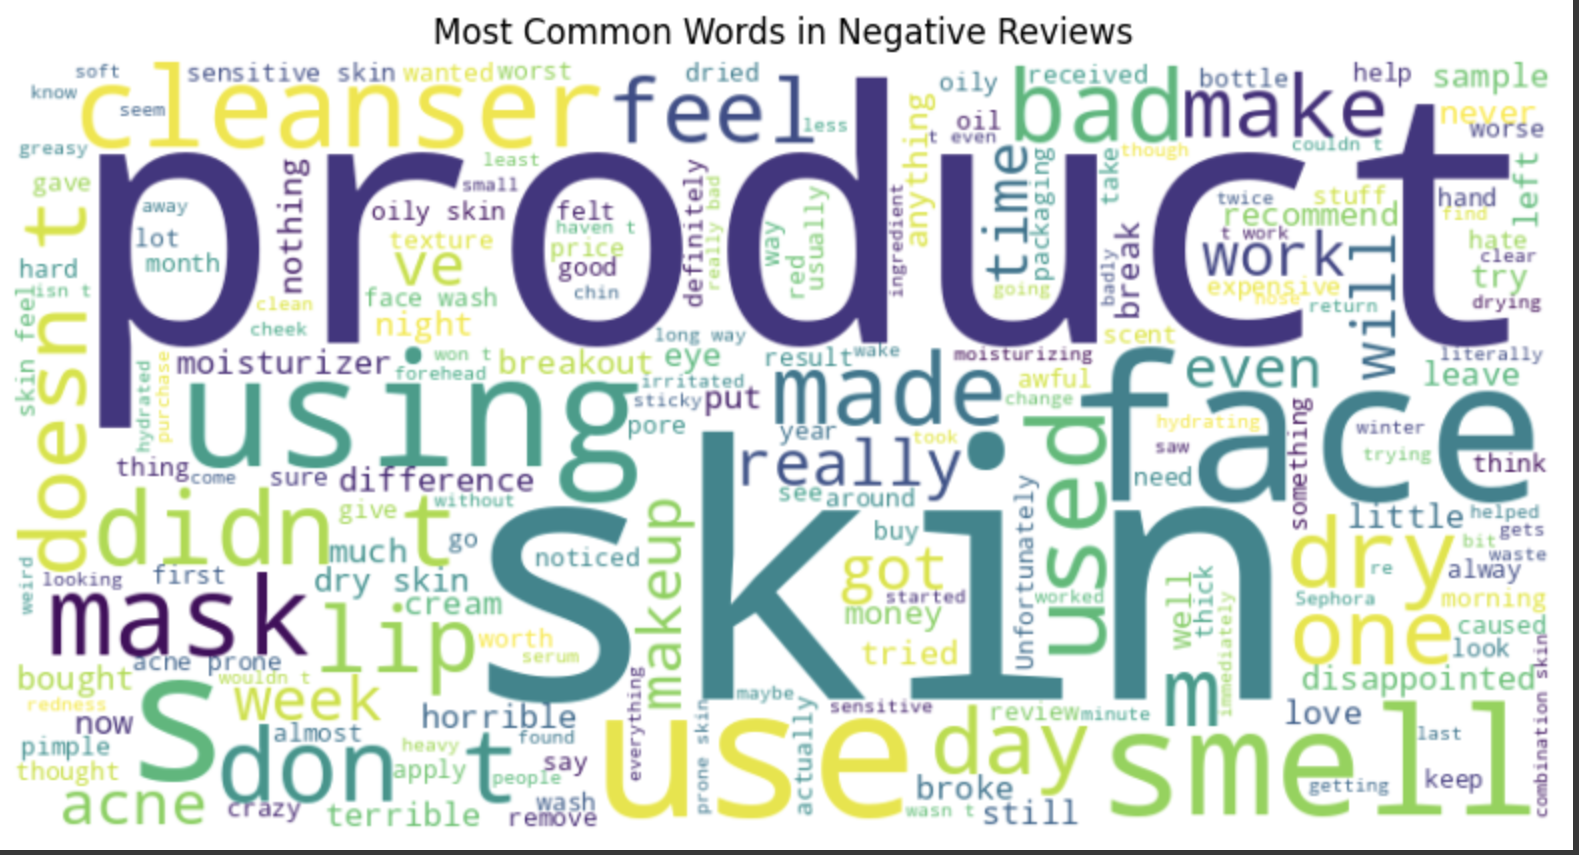 Most Common Words in Negative Reviews
soft
sensitive skin
wanted
worst
dried
oily
received
bottle
help
sample
know
seem
cleanser
feel
less
anything
oil
t even
bad
make
never
worse
greasy
least
though
couldn t
product
gave
nothing
small
definitely
really bad
way
usually
red
ingredient
time
packaging
take
twice
stuff
hand
left
away
oily skin
felt
recommend
find
lot
texture
haven t
price
t work
hate
month
ve
good
work
clear
hard
break
badly
will
try
isn t
face wash
chin
going
expensive
nose
return
drying
clean
cheek
night
scent
skin feel
doesn t
long way
moisturizer
won t
breakout
eye
result
wake
moisturizing
even
literally
hydrated
purchase
forehead
irritated
made
awful
leave
using
sticky
put
change
face
pore
year
took
used
hydrating
something
winter
really
saw
trying
thing
come
sure
difference
need
think
see
around
without
skin
didn t
give
makeup
Unfortunately
little
helped
much
go
buy
gets
noticed
bit
waste
weird
looking
first
dry skin
got
dry
re
alway
mask
cream
started
worked
well
thick
Sephora
morning
lip
money
immediately
one
caused
worth
tried
look
acne prone
serum
bought
wouldn t
m
disappointed
combination skin
redness
s
week
everything
maybe
sensitive
now
horrible
prone skin
actually
review
minute
love
almost
found
last
pimple
don t
heavy
say
use
day
smell
thought
apply
people
getting
keep
broke
acne
crazy
wash
wasn t
still
terrible
remove